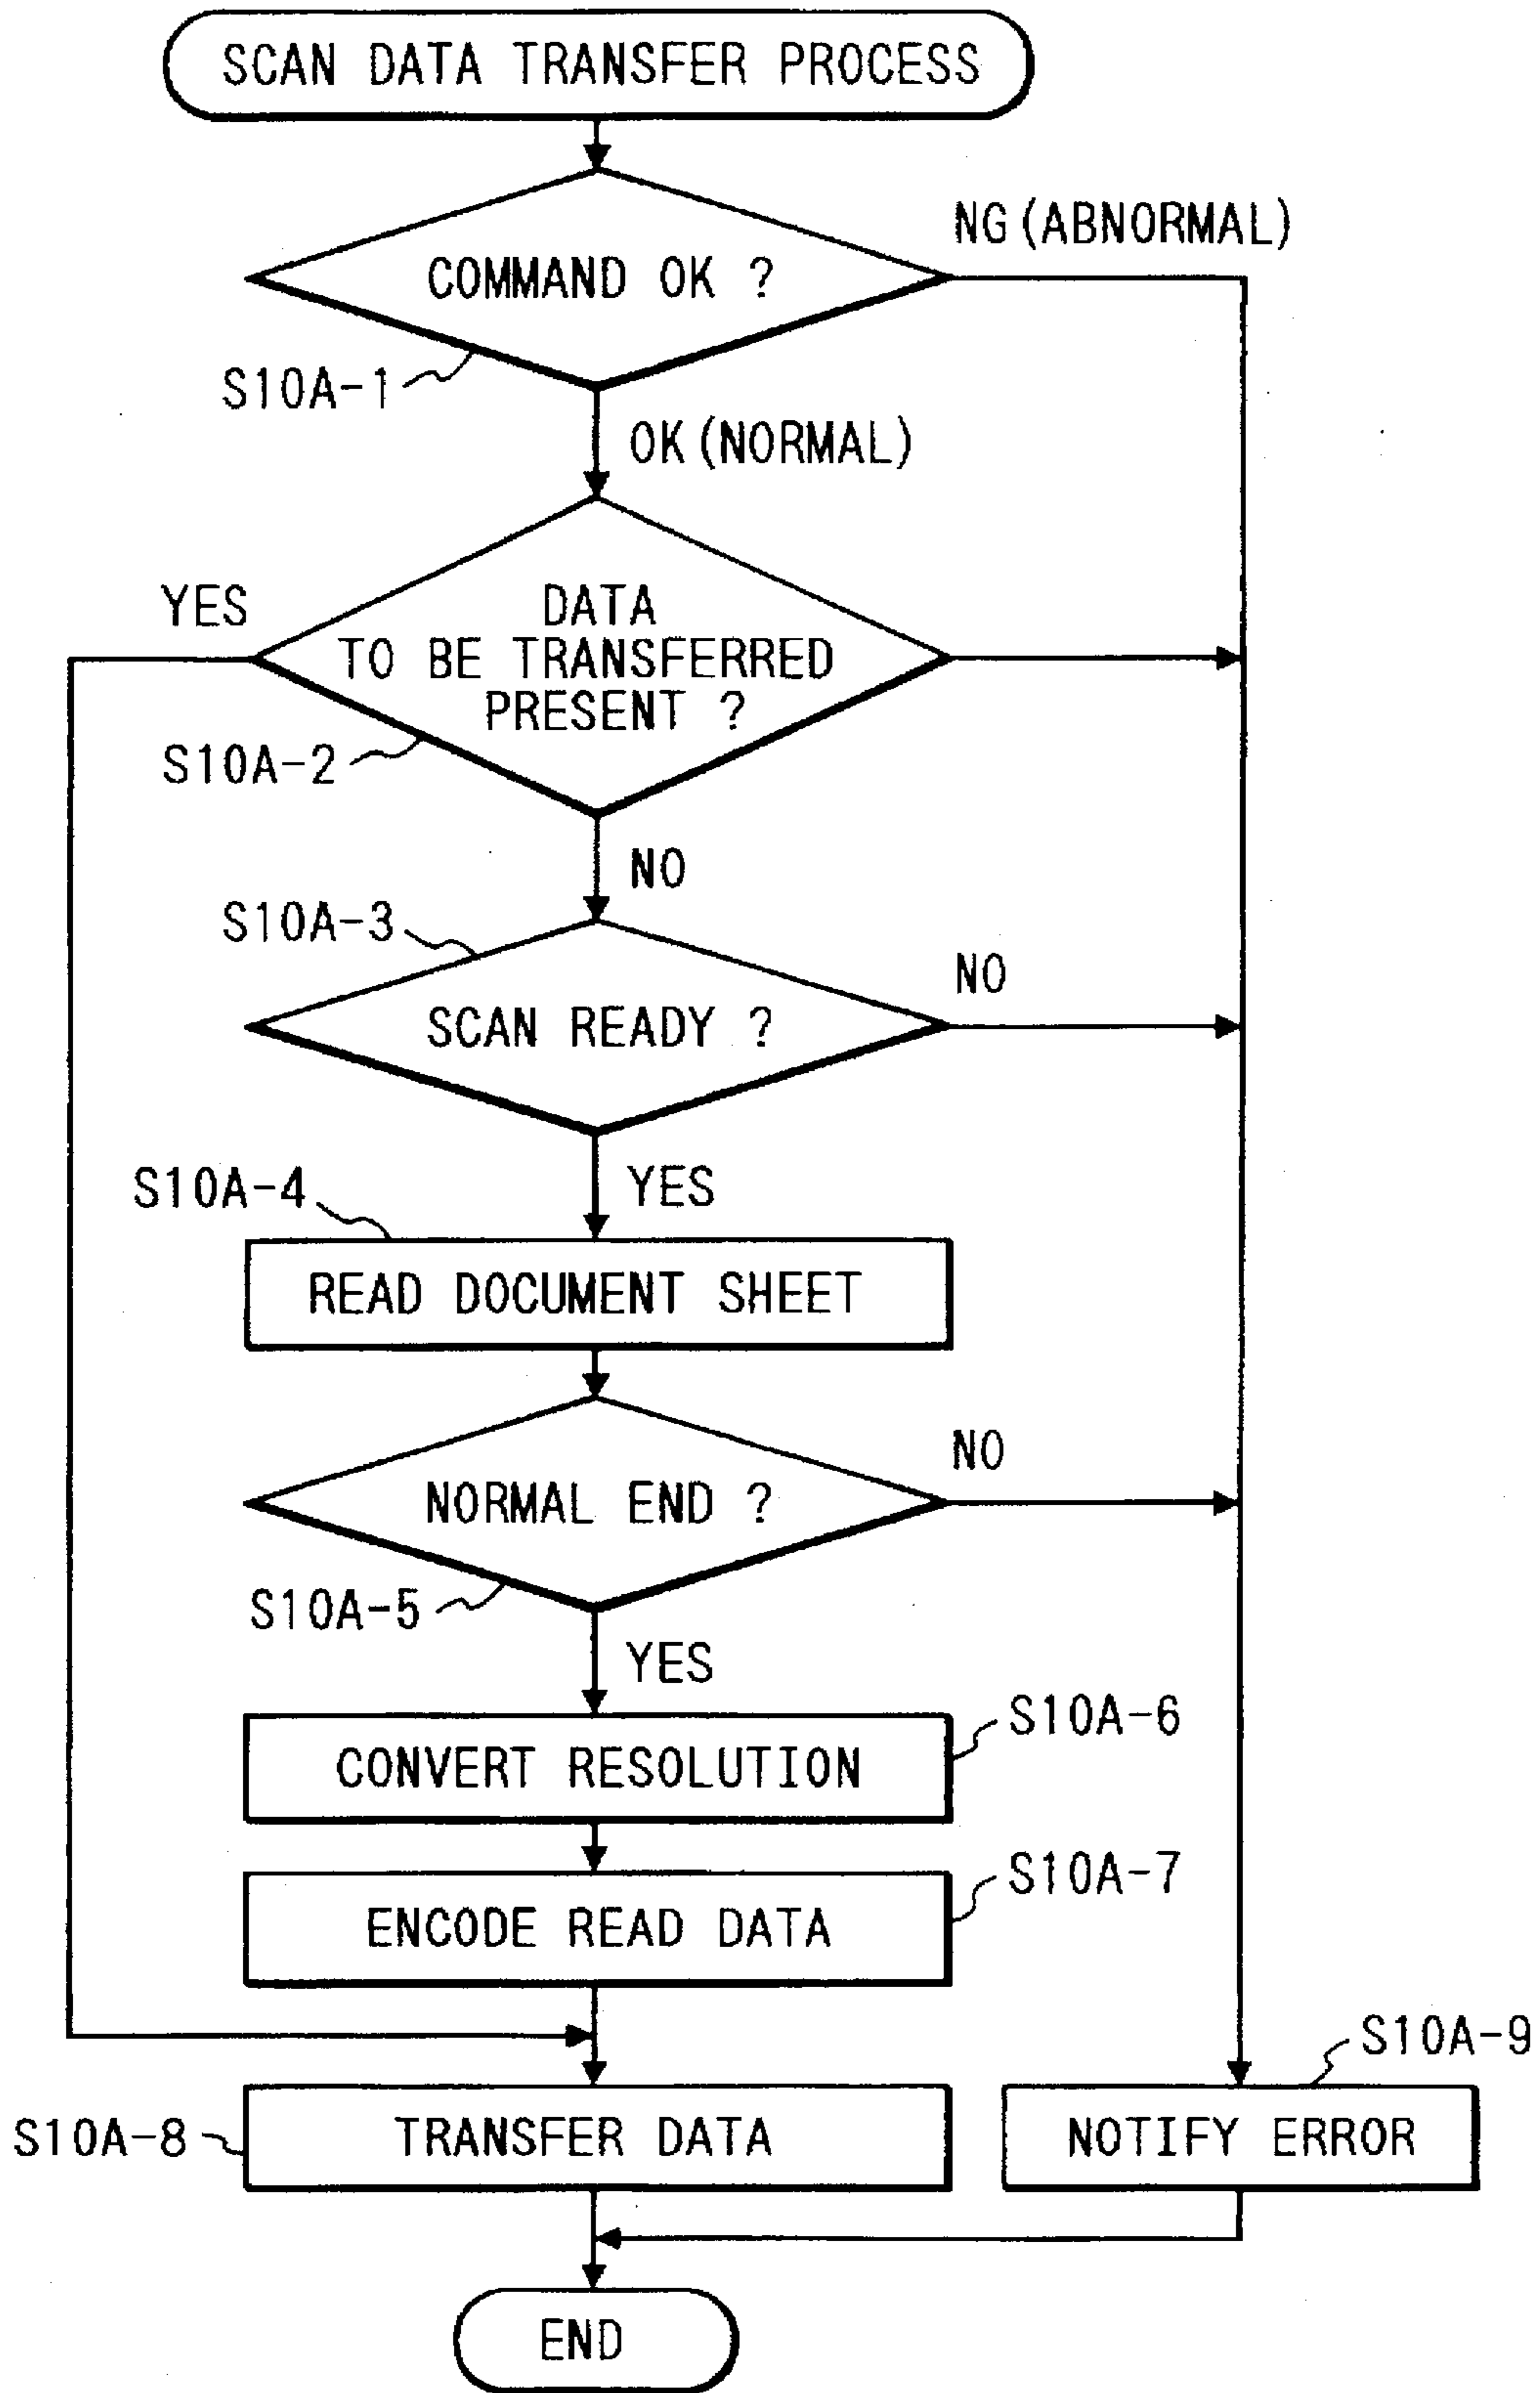 SCAN DATA TRANSFER PROCESS
NG (ABNORMAL)
COMMAND OK ?
S10A-1
OK (NORMAL)
YES
DATA
TO BE TRANSFERRED
PRESENT ?
S10A-2
NO
S10A-3
NO
SCAN READY ?
S10A-4
YES
READ DOCUMENT SHEET
NO
NORMAL END ?
S10A-5
YES
S10A-6
CONVERT RESOLUTION
S10A-7
ENCODE READ DATA
S10A-9
S10A-8
TRANSFER DATA
NOTIFY ERROR
END